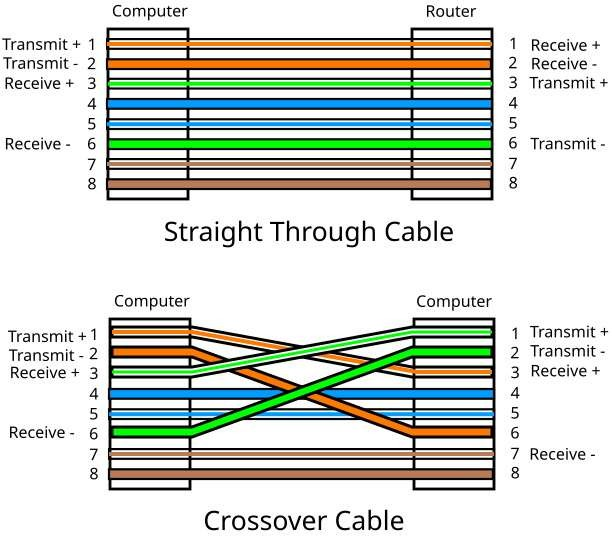 Computer Router
Transmit + 1 1 Receive +
Transmit - 2 2 Receive -
Receive + 3 3 Transmit +
4 4
5 5
Receive - 6 6 Transmit -
7 7
8 8
Straight Through Cable
Computer Computer
Transmit + 1 1 Transmit +
Transmit - 2 2 Transmit -
Receive + 3 3 Receive +
4 4
5 5
Receive - 6 6
7 7 Receive -
8 8
Crossover Cable